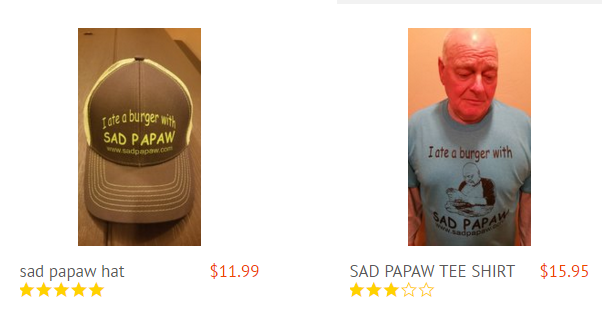 I ate a burger with
SAD PAPAW
www.sadpapaw.com
I ate a burger with
SAD PAPAW
www.sadpapaw.com
sad papaw hat $11.99
SAD PAPAW TEE SHIRT $15.95